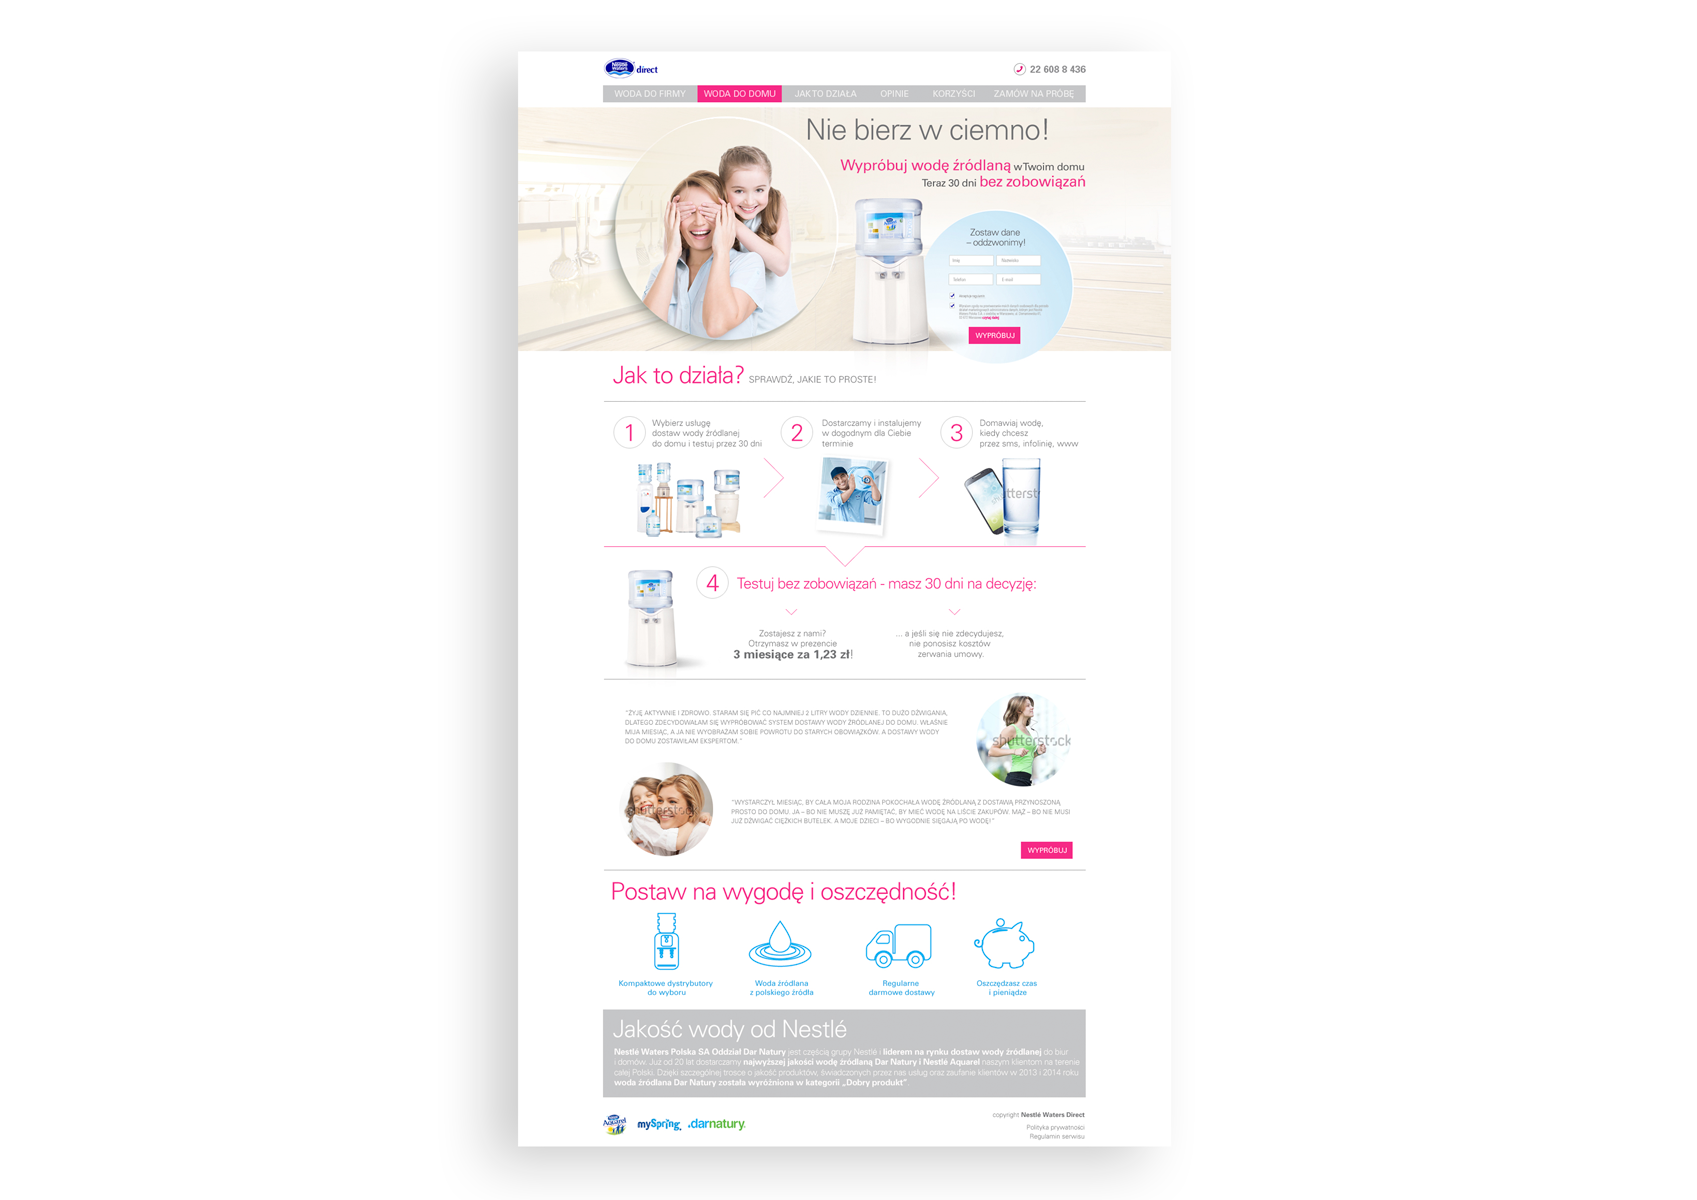 Nestlé Waters direct
22 608 8 436
WODA DO FIRMY WODA DO DOMU JAK TO DZIAŁA OPINIE KORZYŚCI ZAMÓW NA PRÓBĘ
Nie bierz w ciemno!
Wypróbuj wodę źródlaną w Twoim domu
Teraz 30 dni bez zobowiązań
Zostaw dane
– oddzwonimy!
Imię Nazwisko
Telefon E-mail
WYPRÓBUJ
Jak to działa? SPRAWDŹ, JAKIE TO PROSTE!
1
Wybierz usługę
dostaw wody źródlanej
do domu i testuj przez 30 dni
2
Dostarczamy i instalujemy
w dogodnym dla Ciebie
terminie
3
Domawiaj wodę,
kiedy chcesz
przez sms, infolinię, www
tterst
4 Testuj bez zobowiązań - masz 30 dni na decyzję:
Zostajesz z nami?
Otrzymasz w prezencie
3 miesiące za 1,23 zł!
... a jeśli się nie zdecydujesz,
nie ponosisz kosztów
zerwania umowy.
"ŻYJĘ AKTYWNIE I ZDROWO. STARAM SIĘ PIĆ CO NAJMNIEJ 2 LITRY WODY DZIENNIE. TO DUŻO DŹWIGANIA,
DLATEGO ZDECYDOWAŁAM SIĘ WYPRÓBOWAĆ SYSTEM DOSTAWY WODY ŹRÓDLANEJ DO DOMU. WŁAŚNIE
MIJA MIESIĄC, A JA NIE WYOBRAŻAM SOBIE POWROTU DO STARYCH OBOWIĄZKÓW. A DOSTAWY WODY
DO DOMU ZOSTAWIŁAM EKSPERTOM."
shutterstock
shutterstock
"WYSTARCZYŁ MIESIĄC, BY CAŁA MOJA RODZINA POKOCHAŁA WODĘ ŹRÓDLANĄ Z DOSTAWĄ PRZYNOSZONĄ
PROSTO DO DOMU. JA – BO NIE MUSZĘ JUŻ PAMIĘTAĆ, BY MIEĆ WODĘ NA LIŚCIE ZAKUPÓW. MĄŻ – BO NIE MUSI
JUŻ DŹWIGAĆ CIĘŻKICH BUTELEK. A MOJE DZIECI – BO WYGODNIE SIĘGAJĄ PO WODĘ!"
WYPRÓBUJ
Postaw na wygodę i oszczędność!
Kompaktowe dystrybutory
do wyboru
Woda źródlana
z polskiego źródła
Regularne
darmowe dostawy
Oszczędzasz czas
i pieniądze
Jakość wody od Nestlé
Nestlé Waters Polska SA Oddział Dar Natury jest częścią grupy Nestlé i liderem na rynku dostaw wody źródlanej do biur
i domów. Już od 20 lat dostarczamy najwyższej jakości wodę źródlaną Dar Natury i Nestlé Aquarel naszym klientom na terenie
całej Polski. Dzięki szczególnej trosce o jakość produktów, świadczonych przez nas usług oraz zaufanie klientów w 2013 i 2014 roku
woda źródlana Dar Natury została wyróżniona w kategorii „Dobry produkt”.
Aquarel mySpring .darnatury.
copyright Nestlé Waters Direct
Polityka prywatności
Regulamin serwisu